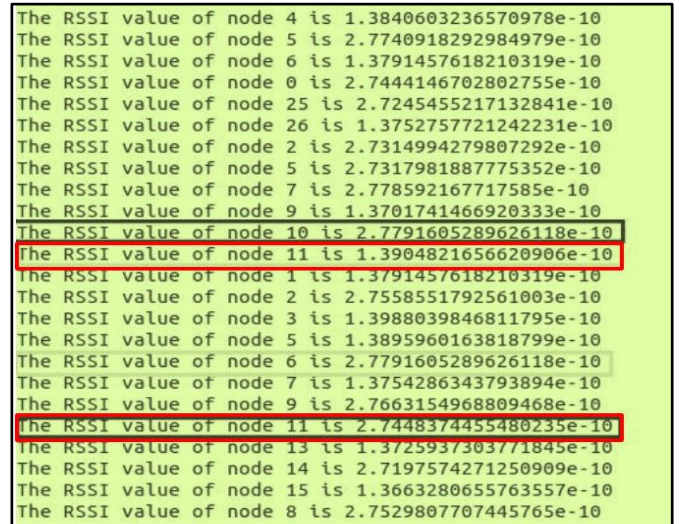 The RSSI value of node 4 is 1.3840603236570978e-10
The RSSI value of node 5 is 2.7740918292984979e-10
The RSSI value of node 6 is 1.3791457618210319e-10
The RSSI value of node 0 is 2.7444146702802755e-10
The RSSI value of node 25 is 2.7245455217132841e-10
The RSSI value of node 26 is 1.3752757721242231e-10
The RSSI value of node 2 is 2.7314994279807292e-10
The RSSI value of node 5 is 2.7317981887775352e-10
The RSSI value of node 7 is 2.778592167717585e-10
The RSSI value of node 9 is 1.3701741466920333e-10
The RSSI value of node 10 is 2.7791605289626118e-10
The RSSI value of node 11 is 1.3904821656620906e-10
The RSSI value of node 1 is 1.3791457618210319e-10
The RSSI value of node 2 is 2.7558551792561003e-10
The RSSI value of node 3 is 1.3988039846811795e-10
The RSSI value of node 5 is 1.3895960163818799e-10
The RSSI value of node 6 is 2.7791605289626118e-10
The RSSI value of node 7 is 1.3754286343793894e-10
The RSSI value of node 9 is 2.7663154968809468e-10
The RSSI value of node 11 is 2.7448374455480235e-10
The RSSI value of node 13 is 1.3725937303771845e-10
The RSSI value of node 14 is 2.7197574271250909e-10
The RSSI value of node 15 is 1.3663280655763557e-10
The RSSI value of node 8 is 2.7529807707445765e-10